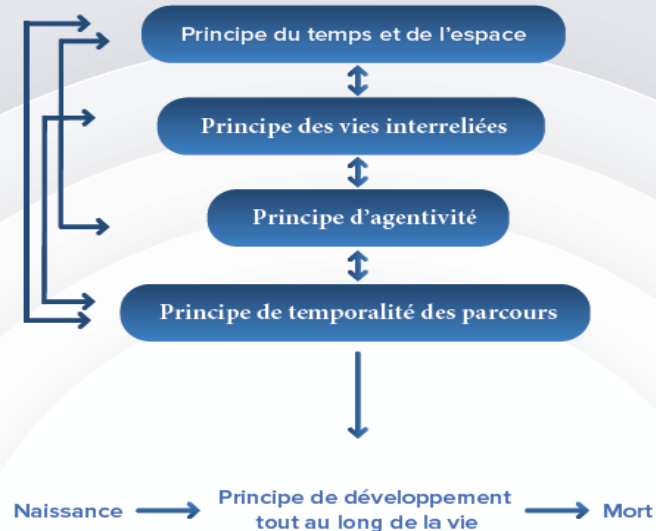 Principe du temps et de l’espace
Principe des vies interreliées
Principe d’agentivité
Principe de temporalité des parcours
Naissance
Principe de développement
tout au long de la vie
Mort